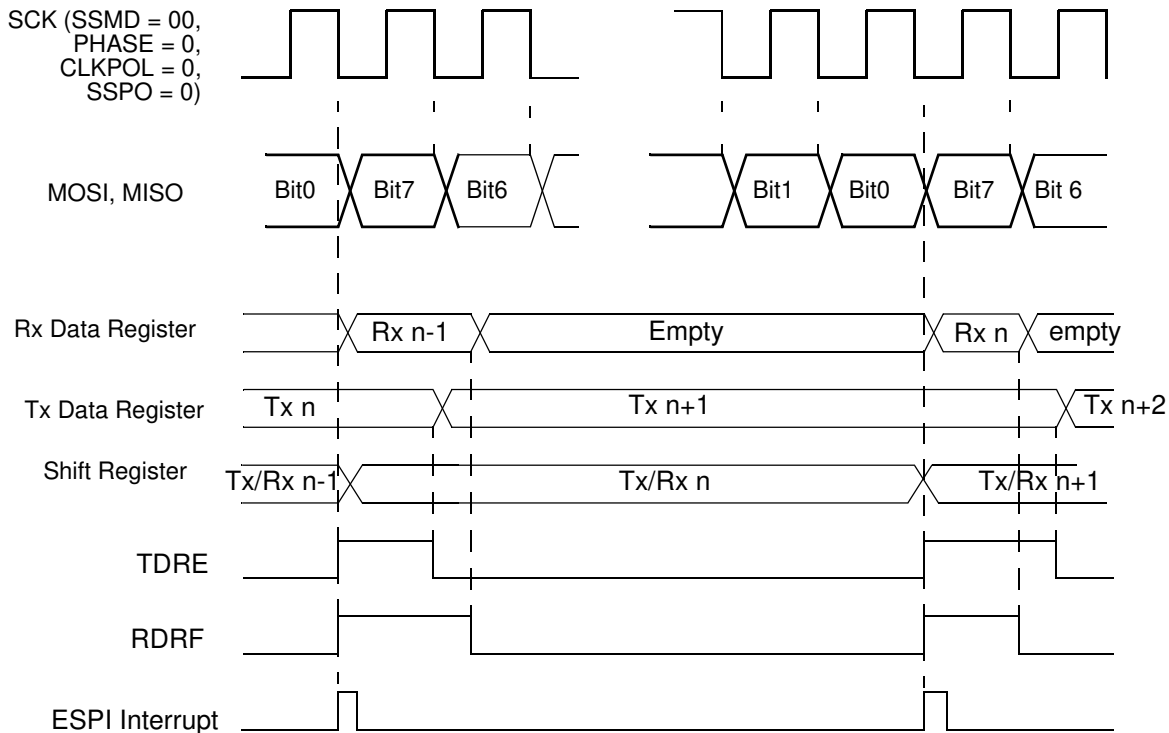 SCK (SSMD = 00,
PHASE = 0,
CLKPOL = 0,
SSPO = 0)
MOSI, MISO
Bit0 Bit7 Bit6 Bit1 Bit0 Bit7 Bit 6
Rx Data Register
Rx n-1 Empty Rx n empty
Tx Data Register
Tx n Tx n+1 Tx n+2
Shift Register
Tx/Rx n-1 Tx/Rx n Tx/Rx n+1
TDRE
RDRF
ESPI Interrupt